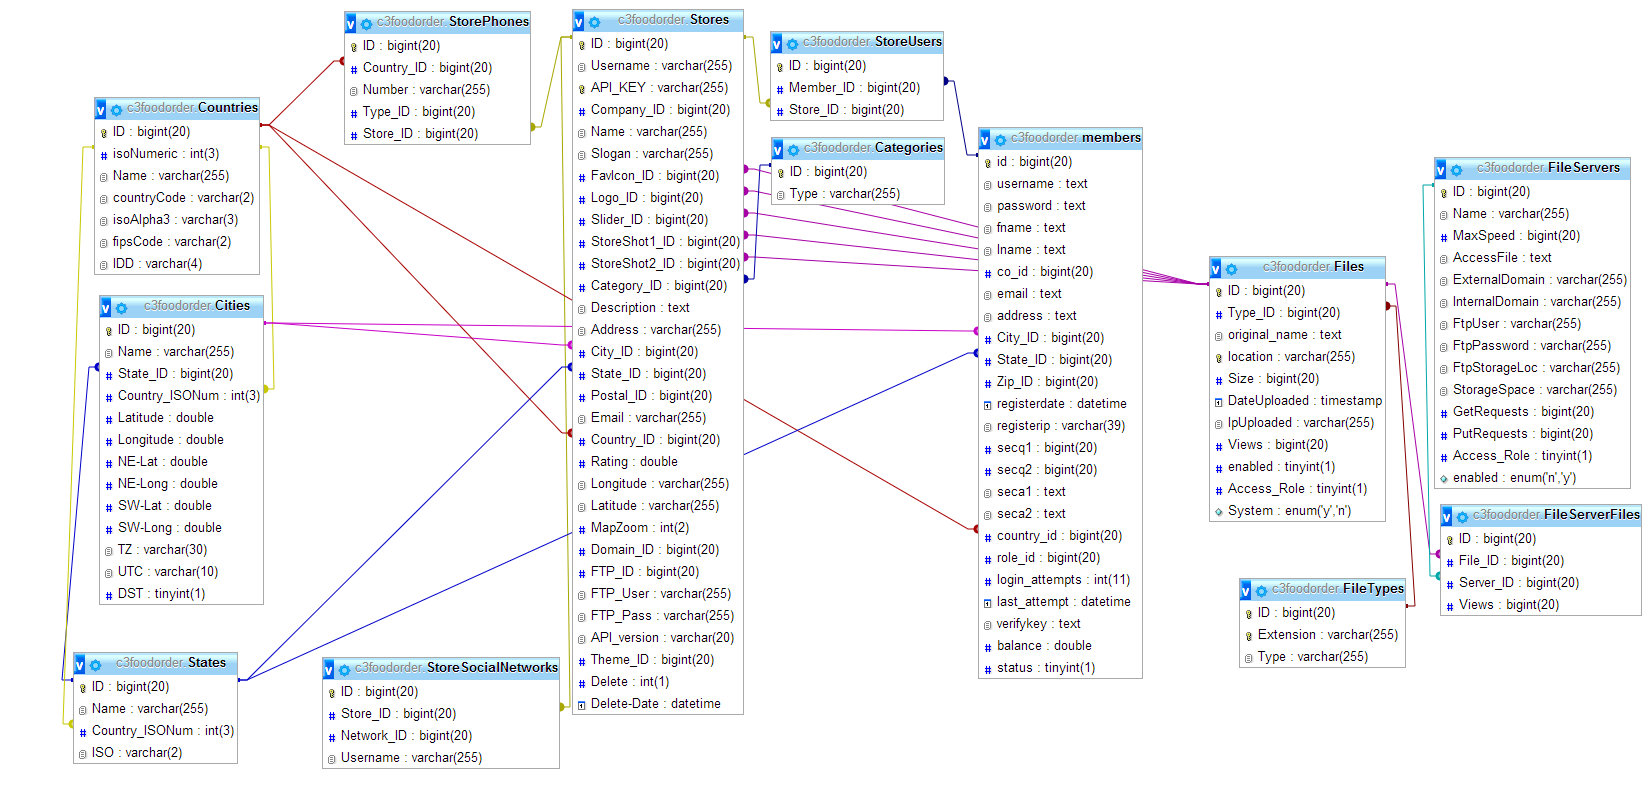 c3foodorder.StorePhones
ID : bigint(20)
Country_ID : bigint(20)
Number : varchar(255)
Type_ID : bigint(20)
Store_ID : bigint(20)
c3foodorder.Countries
ID : bigint(20)
isoNumeric : int(3)
Name : varchar(255)
countryCode : varchar(2)
isoAlpha3 : varchar(3)
fipsCode : varchar(2)
IDD : varchar(4)
c3foodorder.Cities
ID : bigint(20)
Name : varchar(255)
State_ID : bigint(20)
Country_ISONum : int(3)
Latitude : double
Longitude : double
NE-Lat : double
NE-Long : double
SW-Lat : double
SW-Long : double
TZ : varchar(30)
UTC : varchar(10)
DST : tinyint(1)
c3foodorder.States
ID : bigint(20)
Name : varchar(255)
Country_ISONum : int(3)
ISO : varchar(2)
c3foodorder.StoreSocialNetworks
ID : bigint(20)
Store_ID : bigint(20)
Network_ID : bigint(20)
Username : varchar(255)
c3foodorder.Stores
ID : bigint(20)
Username : varchar(255)
API_KEY : varchar(255)
Company_ID : bigint(20)
Name : varchar(255)
Slogan : varchar(255)
FavIcon_ID : bigint(20)
Logo_ID : bigint(20)
Slider_ID : bigint(20)
StoreShot1_ID : bigint(20)
StoreShot2_ID : bigint(20)
Category_ID : bigint(20)
Description : text
Address : varchar(255)
City_ID : bigint(20)
State_ID : bigint(20)
Postal_ID : bigint(20)
Email : varchar(255)
Country_ID : bigint(20)
Rating : double
Longitude : varchar(255)
Latitude : varchar(255)
MapZoom : int(2)
Domain_ID : bigint(20)
FTP_ID : bigint(20)
FTP_User : varchar(255)
FTP_Pass : varchar(255)
API_version : varchar(20)
Theme_ID : bigint(20)
Delete : int(1)
Delete-Date : datetime
c3foodorder.StoreUsers
ID : bigint(20)
Member_ID : bigint(20)
Store_ID : bigint(20)
c3foodorder.Categories
ID : bigint(20)
Type : varchar(255)
c3foodorder.members
id : bigint(20)
username : text
password : text
fname : text
lname : text
co_id : bigint(20)
email : text
address : text
City_ID : bigint(20)
State_ID : bigint(20)
Zip_ID : bigint(20)
registerdate : datetime
registerip : varchar(39)
secq1 : bigint(20)
secq2 : bigint(20)
seca1 : text
seca2 : text
country_id : bigint(20)
role_id : bigint(20)
login_attempts : int(11)
last_attempt : datetime
verifykey : text
balance : double
status : tinyint(1)
c3foodorder.Files
ID : bigint(20)
Type_ID : bigint(20)
original_name : text
location : varchar(255)
Size : bigint(20)
DateUploaded : timestamp
IpUploaded : varchar(255)
Views : bigint(20)
enabled : tinyint(1)
Access_Role : tinyint(1)
System : enum('y','n')
c3foodorder.FileTypes
ID : bigint(20)
Extension : varchar(255)
Type : varchar(255)
c3foodorder.FileServers
ID : bigint(20)
Name : varchar(255)
MaxSpeed : bigint(20)
AccessFile : text
ExternalDomain : varchar(255)
InternalDomain : varchar(255)
FtpUser : varchar(255)
FtpPassword : varchar(255)
FtpStorageLoc : varchar(255)
StorageSpace : varchar(255)
GetRequests : bigint(20)
PutRequests : bigint(20)
Access_Role : tinyint(1)
enabled : enum('n','y')
c3foodorder.FileServerFiles
ID : bigint(20)
File_ID : bigint(20)
Server_ID : bigint(20)
Views : bigint(20)